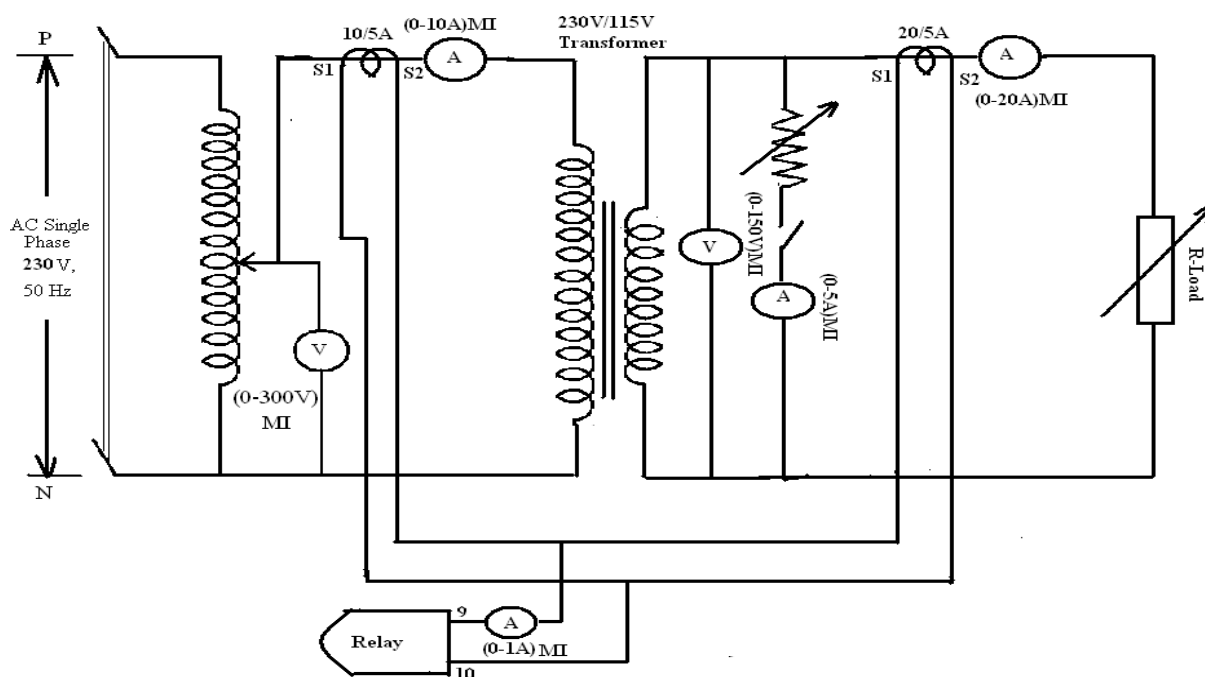 P
AC Single
Phase
230 V,
50 Hz
N
V
(0-300V)
MI
10/5A
S1
S2
(0-10A)MI
A
230V/115V
Transformer
V
(0-150V)MI
A
(0-5A)MI
20/5A
S1
S2
A
(0-20A)MI
R-Load
Relay
9
10
A
(0-1A) MI